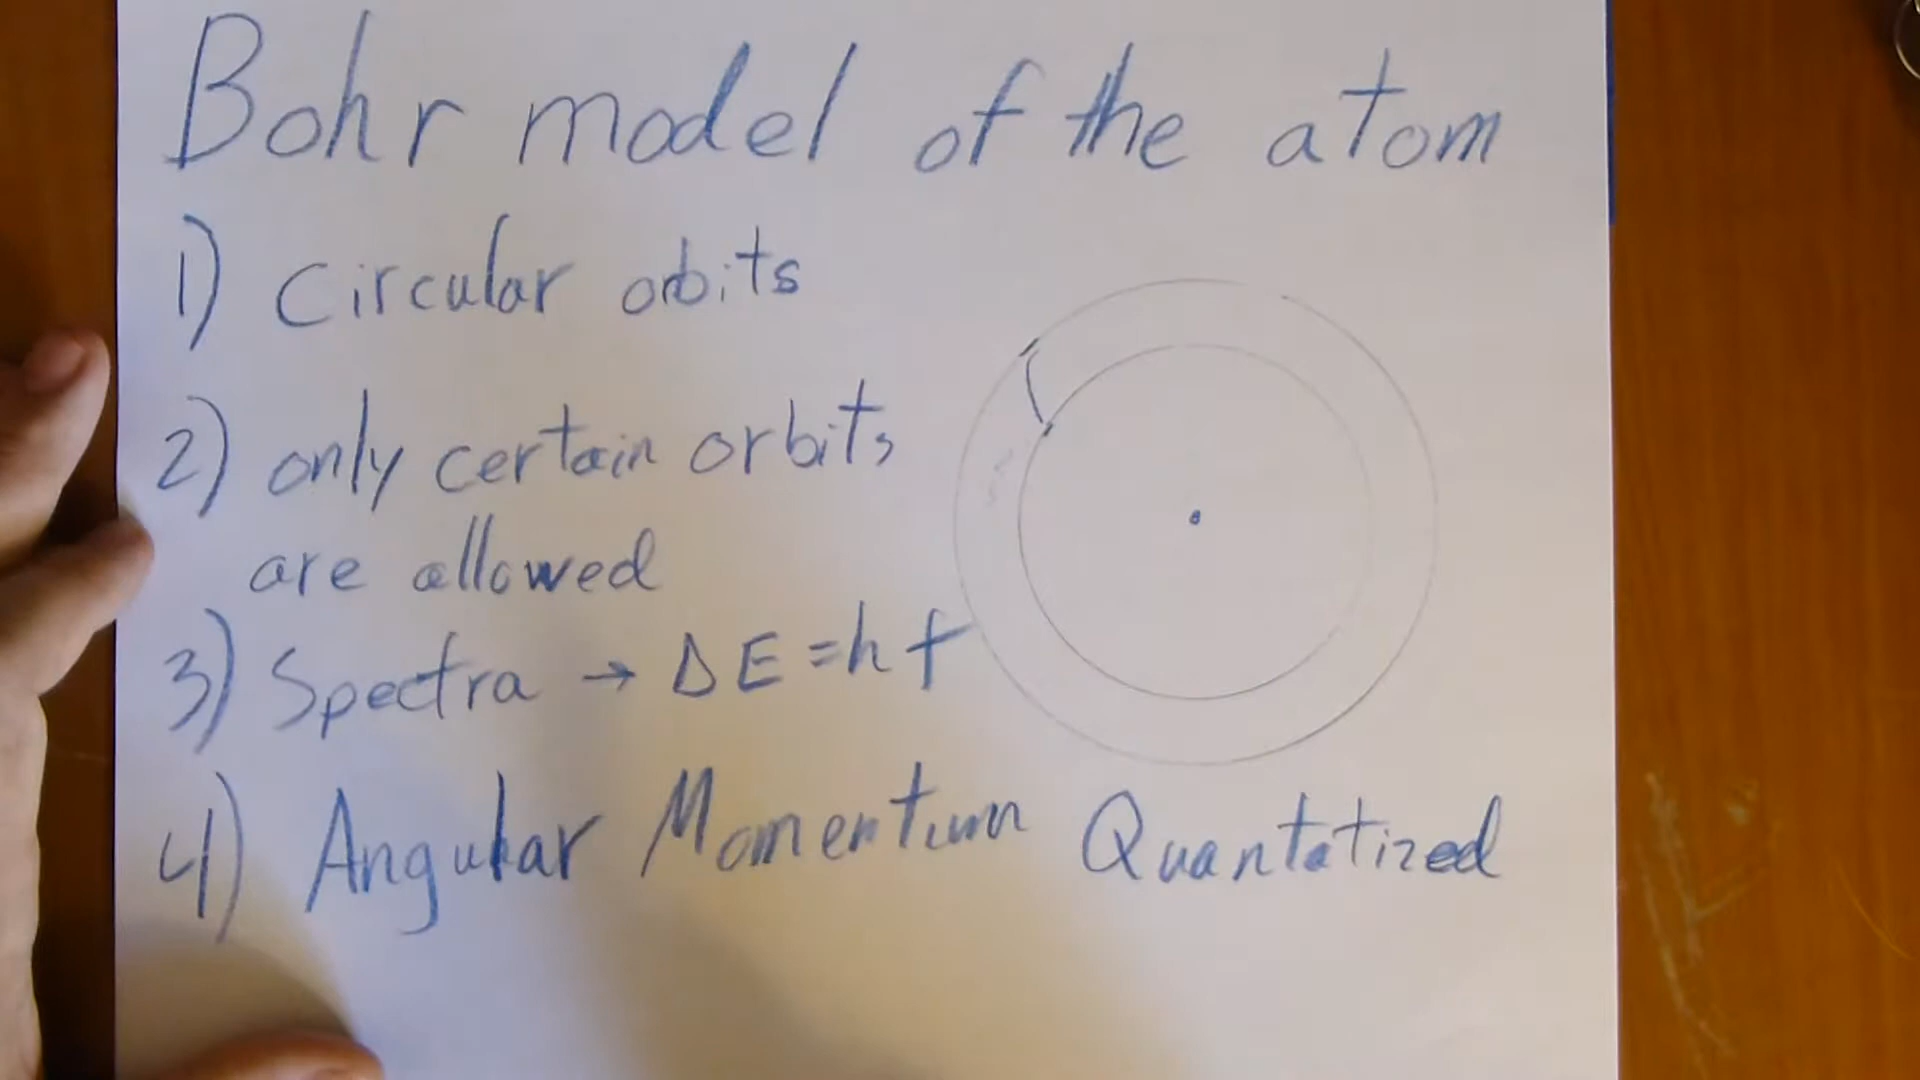 Bohr model of the atom
1) Circular orbits
2) only certain orbits
are allowed
3) Spectra → ΔE = hf
4) Angular Momentum Quantatized